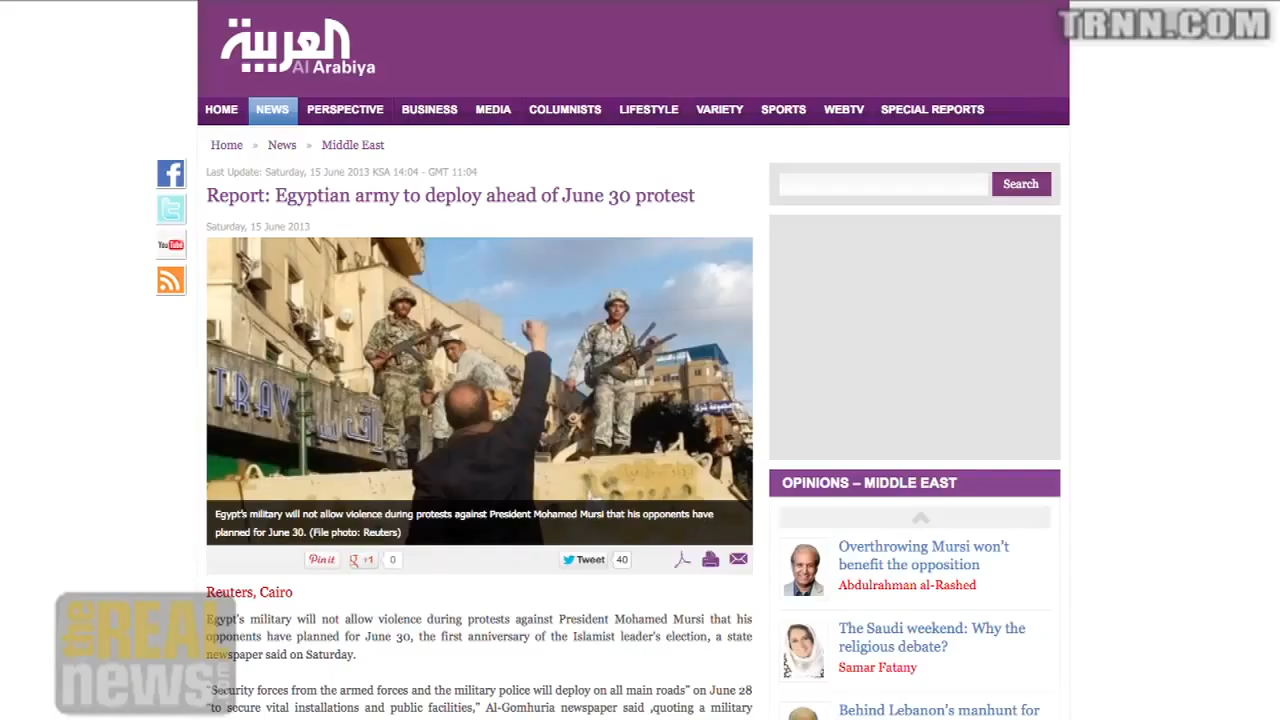 TRNN.COM
العربية
Al Arabiya
HOME NEWS PERSPECTIVE BUSINESS MEDIA COLUMNISTS LIFESTYLE VARIETY SPORTS WEBTV SPECIAL REPORTS
Home » News » Middle East
Last Update: Saturday, 15 June 2013 KSA 14:04 - GMT 11:04
Report: Egyptian army to deploy ahead of June 30 protest
Search
Saturday, 15 June 2013
TRAV
Egypt's military will not allow violence during protests against President Mohamed Mursi that his opponents have
planned for June 30. (File photo: Reuters)
You Tube
Pin it
+1 0
Tweet 40
Reuters, Cairo
Egypt's military will not allow violence during protests against President Mohamed Mursi that his
opponents have planned for June 30, the first anniversary of the Islamist leader's election, a state
newspaper said on Saturday.
"Security forces from the armed forces and the military police will deploy on all main roads" on June 28
"to secure vital installations and public facilities," Al-Gomhuria newspaper said ,quoting a military
OPINIONS – MIDDLE EAST
Overthrowing Mursi won't
benefit the opposition
Abdulrahman al-Rashed
The Saudi weekend: Why the
religious debate?
Samar Fatany
Behind Lebanon's manhunt for
the REAL
news.com